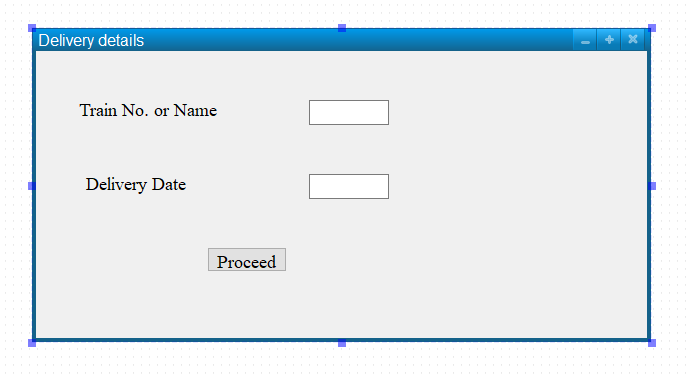 Delivery details
Train No. or Name
Delivery Date
Proceed